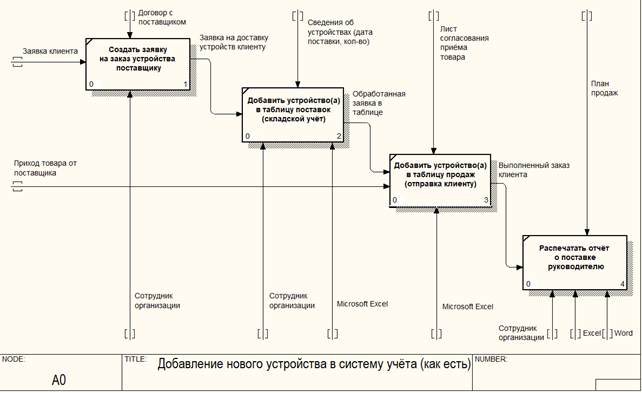 Договор с
поставщиком
Заявка на доставку
устройств клиенту
Сведения об
устройствах (дата
поставки, кол-во)
Лист
согласования
приёма
товара
План
продаж
Заявка клиента
Создать заявку
на заказ устройства
поставщику
0 1
Обработанная
заявка в
таблице
Добавить устройство(а)
в таблицу поставок
(складской учёт)
0 2
Приход товара от
поставщика
Добавить устройство(а)
в таблицу продаж
(отправка клиенту)
0 3
Выполненный заказ
клиента
Распечатать отчёт
о поставке
руководителю
0 4
Сотрудник
организации
Сотрудник
организации
Microsoft Excel
Microsoft Excel
Сотрудник
организации
Excel
Word
NODE:
A0
TITLE:
Добавление нового устройства в систему учёта (как есть)
NUMBER: